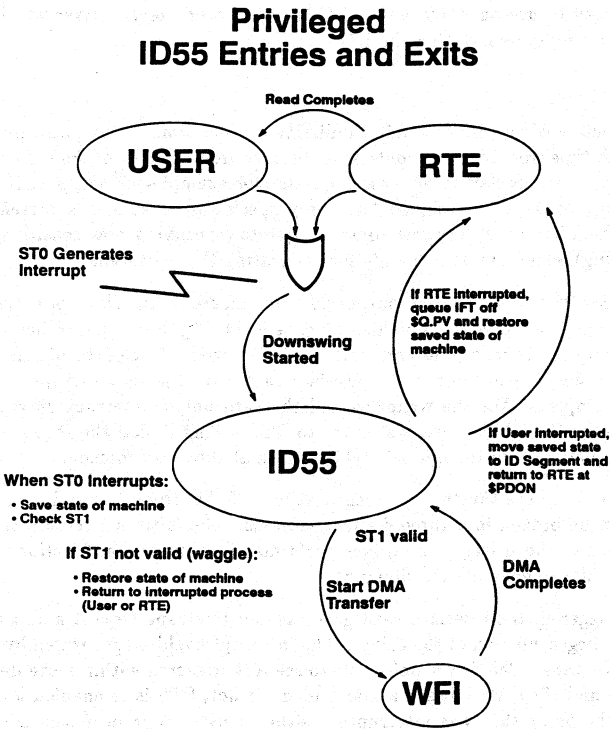 Privileged
ID55 Entries and Exits
Read Completes
USER
RTE
ST0 Generates
Interrupt
If RTE interrupted,
queue IFT off
$Q.PV and restore
saved state of
machine
Downswing
Started
ID55
If User interrupted,
move saved state
to ID Segment and
return to RTE at
$PDON
When ST0 Interrupts:
• Save state of machine
• Check ST1
ST1 valid
If ST1 not valid (waggle):
• Restore state of machine
• Return to interrupted process
(User or RTE)
Start DMA
Transfer
DMA
Completes
WFI